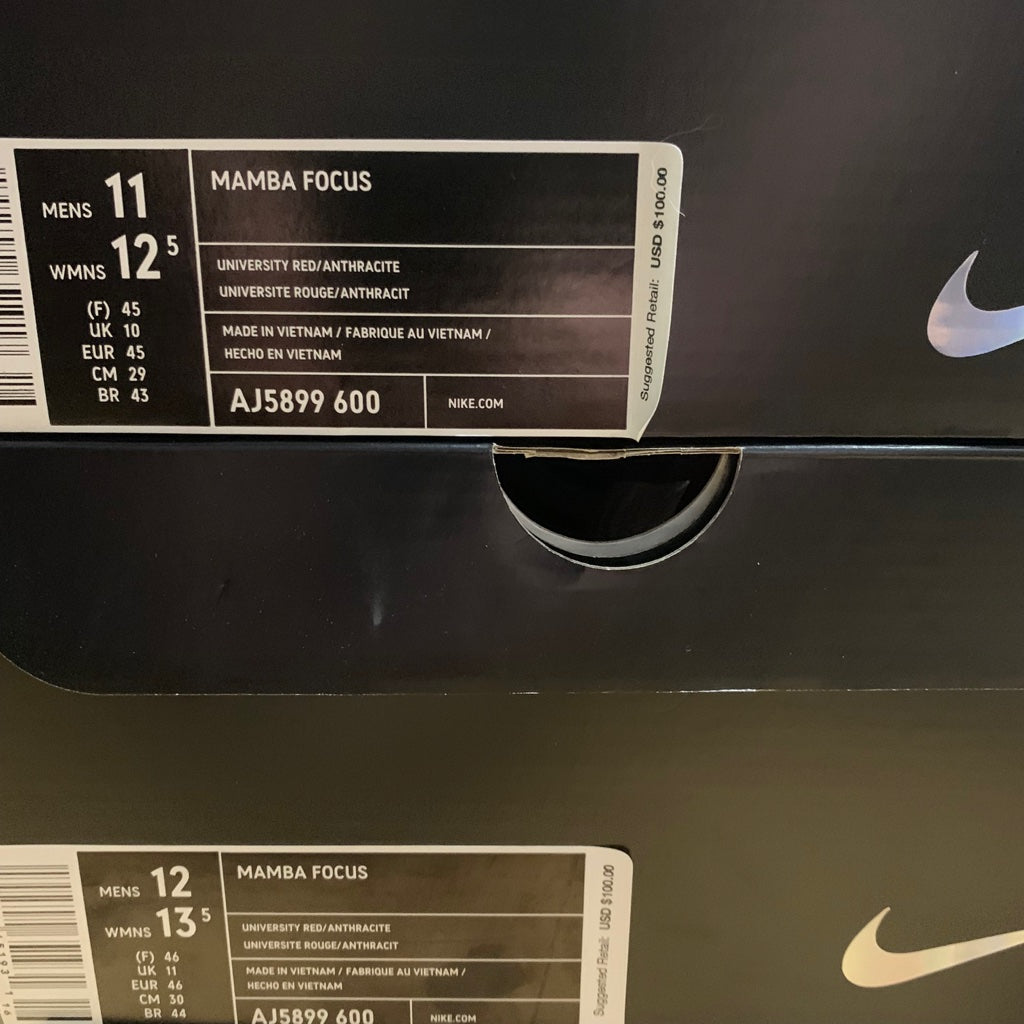 MENS 11
WMNS 12 5
(F) 45
UK 10
EUR 45
CM 29
BR 43
MAMBA FOCUS
UNIVERSITY RED/ANTHRACITE
UNIVERSITE ROUGE/ANTHRACIT
MADE IN VIETNAM / FABRIQUE AU VIETNAM /
HECHO EN VIETNAM
AJ5899 600
NIKE.COM
Suggested Retail: USD $100.00
MENS 12
WMNS 13 5
(F) 46
UK 11
EUR 46
CM 30
BR 44
MAMBA FOCUS
UNIVERSITY RED/ANTHRACITE
UNIVERSITE ROUGE/ANTHRACIT
MADE IN VIETNAM / FABRIQUE AU VIETNAM /
HECHO EN VIETNAM
AJ5899 600
NIKE.COM
Suggested Retail: USD $100.00